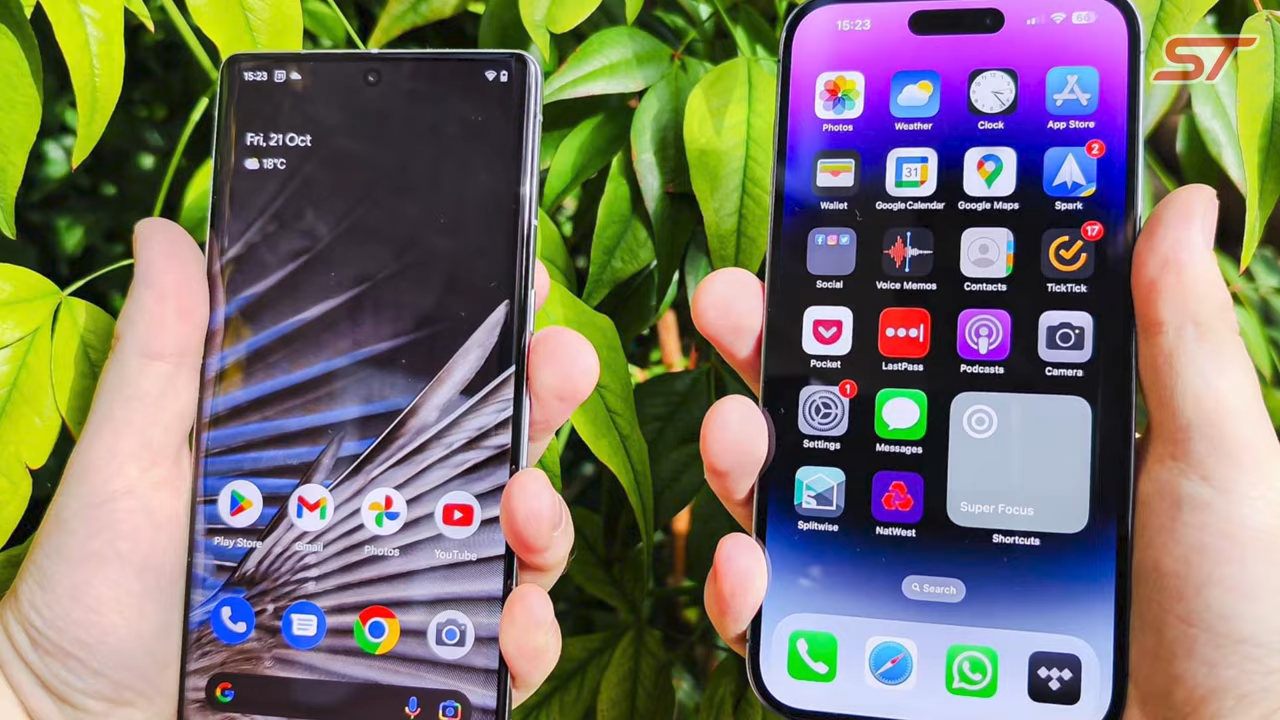 15:23
Fri, 21 Oct
18°C
Play Store
Gmail
Photos
YouTube
15:23
Photos
Weather
Clock
App Store
Wallet
Google Calendar
31
Google Maps
Spark
2
Social
Voice Memos
Contacts
TickTick
17
Pocket
LastPass
Podcasts
Camera
Settings
1
Messages
Splitwise
NatWest
Super Focus
Shortcuts
Search
ST